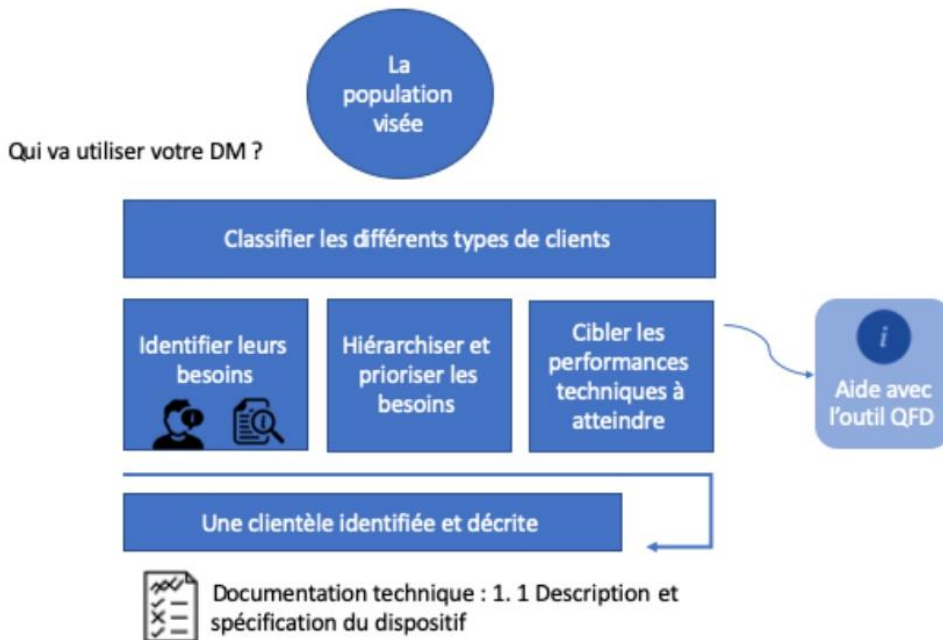 La
population
visée
Qui va utiliser votre DM ?
Classifier les différents types de clients
Identifier leurs
besoins
Hiérarchiser et
prioriser les
besoins
Cibler les
performances
techniques à
atteindre
i
Aide avec
l'outil QFD
Une clientèle identifiée et décrite
Documentation technique : 1. 1 Description et
spécification du dispositif